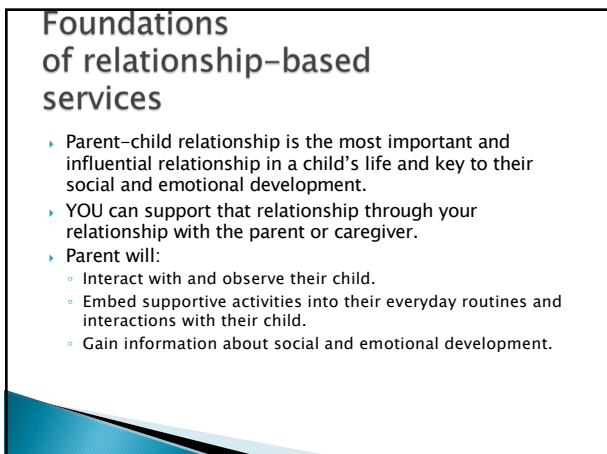 Foundations
of relationship-based
services
▸ Parent-child relationship is the most important and
influential relationship in a child's life and key to their
social and emotional development.
▸ YOU can support that relationship through your
relationship with the parent or caregiver.
▸ Parent will:
◦ Interact with and observe their child.
◦ Embed supportive activities into their everyday routines and
interactions with their child.
◦ Gain information about social and emotional development.